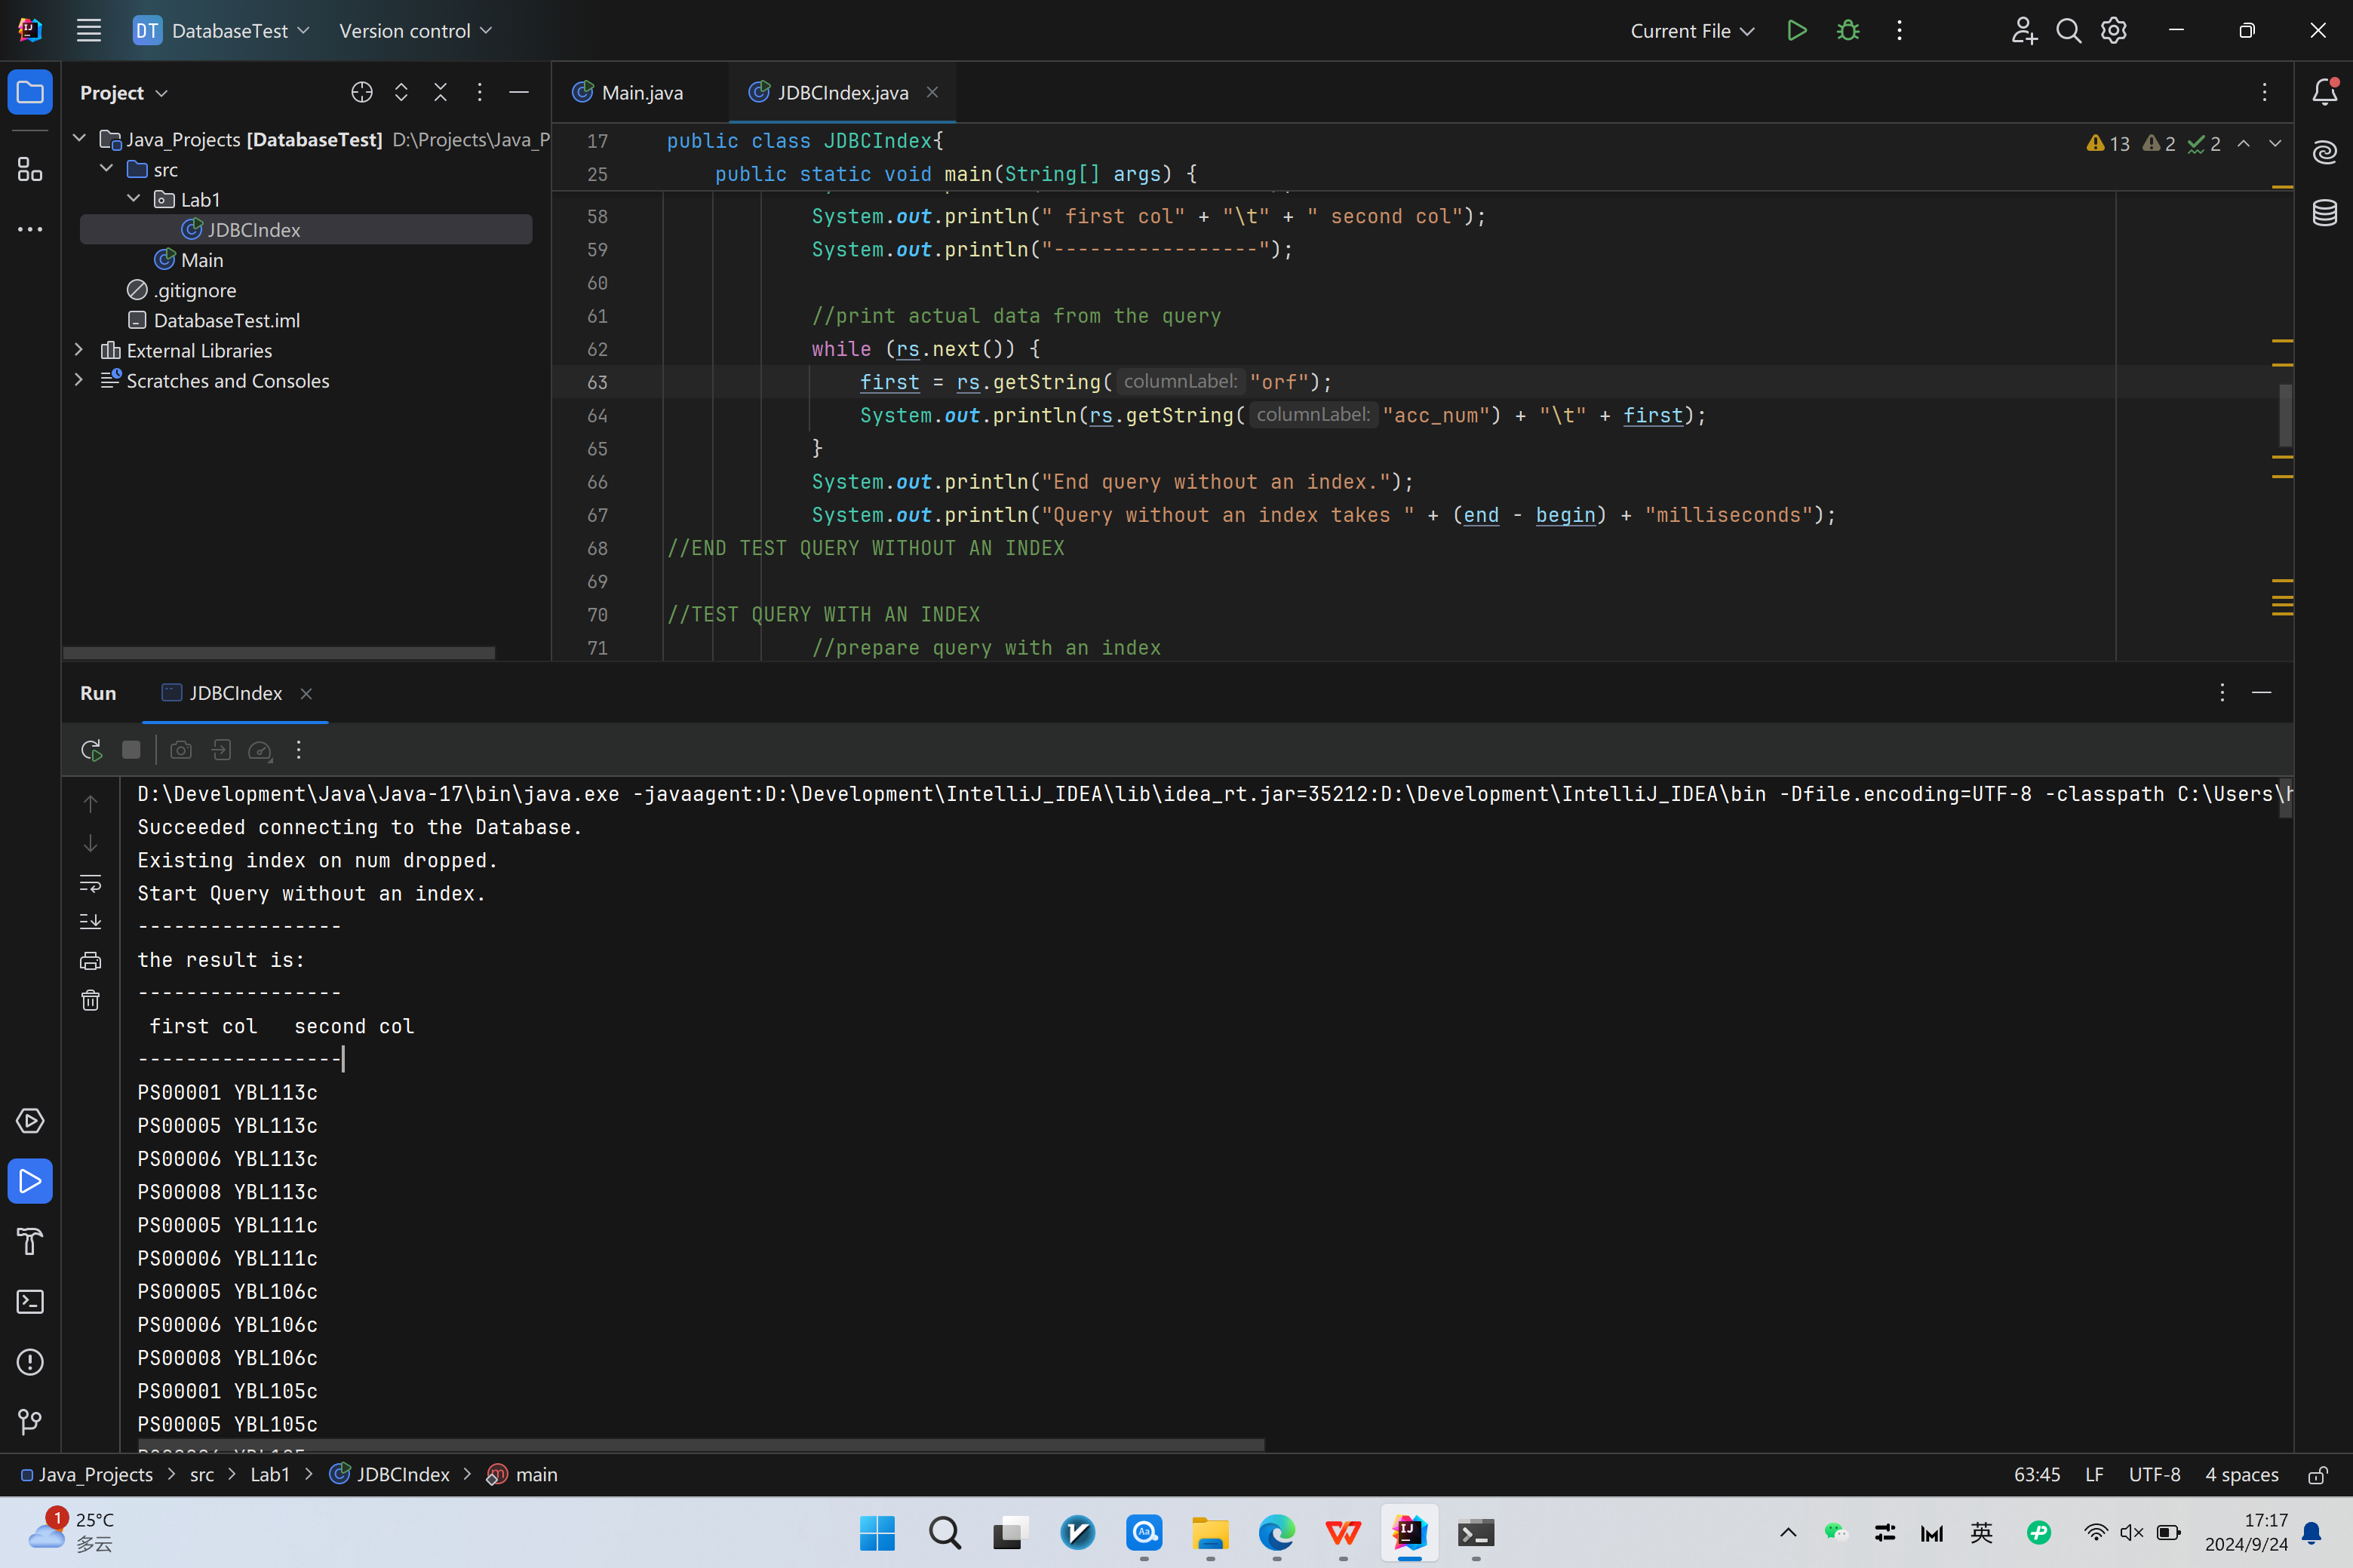 DT DatabaseTest Version control Current File
Project
Main.java JDBCIndex.java
Java_Projects [DatabaseTest] D:\Projects\Java_P
src
Lab1
JDBCIndex
Main
.gitignore
DatabaseTest.iml
External Libraries
Scratches and Consoles
17 public class JDBCIndex{
13 2 2
25 public static void main(String[] args) {
58 System.out.println(" first col" + "\t" + " second col");
59 System.out.println("-----------------");
60
61 //print actual data from the query
62 while (rs.next()) {
63 first = rs.getString( columnLabel: "orf");
64 System.out.println(rs.getString( columnLabel: "acc_num") + "\t" + first);
65 }
66 System.out.println("End query without an index.");
67 System.out.println("Query without an index takes " + (end - begin) + "milliseconds");
68 //END TEST QUERY WITHOUT AN INDEX
69
70 //TEST QUERY WITH AN INDEX
71 //prepare query with an index
Run JDBCIndex
D:\Development\Java\Java-17\bin\java.exe -javaagent:D:\Development\IntelliJ_IDEA\lib\idea_rt.jar=35212:D:\Development\IntelliJ_IDEA\bin -Dfile.encoding=UTF-8 -classpath C:\Users\h
Succeeded connecting to the Database.
Existing index on num dropped.
Start Query without an index.
-----------------
the result is:
-----------------
first col second col
-----------------
PS00001 YBL113c
PS00005 YBL113c
PS00006 YBL113c
PS00008 YBL113c
PS00005 YBL111c
PS00006 YBL111c
PS00005 YBL106c
PS00006 YBL106c
PS00008 YBL106c
PS00001 YBL105c
PS00005 YBL105c
Java_Projects > src > Lab1 > JDBCIndex > main
63:45 LF UTF-8 4 spaces
1 25°C
多云
英
17:17
2024/9/24